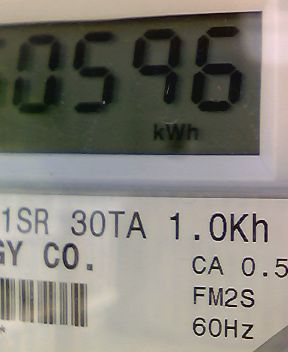 0596
kWh
1SR 30TA 1.0Kh
GY CO.
CA 0.5
FM2S
60Hz